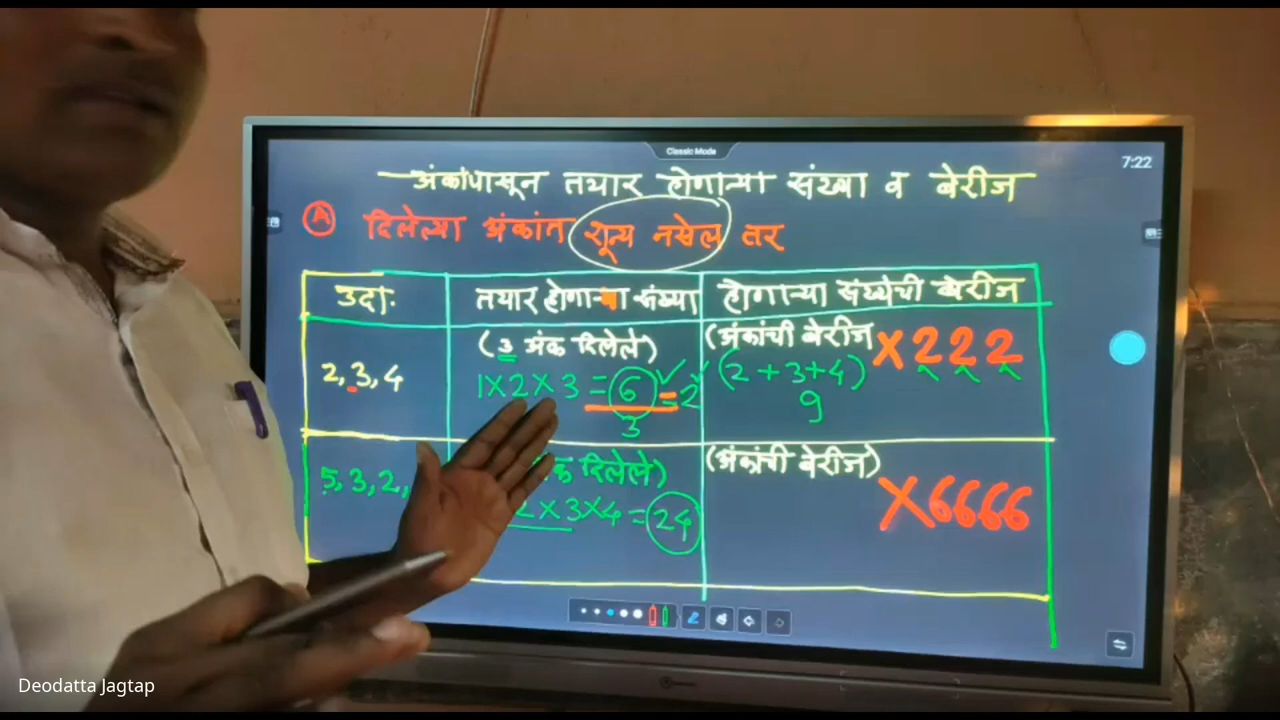 Classic Mode
7:22
अंकांपासून तयार होणाऱ्या संख्या व बेरीज
(A) दिलेल्या अंकांत शून्य नसेल तर
उदाः
तयार होणाऱ्या संख्या
होणाऱ्या संख्येची बेरीज
2, 3, 4
(3 अंक दिलेले)
1×2×3 = 6 = 2
3
(अंकांची बेरीज × 222
(2+3+4)
9
5, 3, 2,
दिलेले)
2×3×4 = 24
(अंकांची बेरीज)
×6666
Deodatta Jagtap